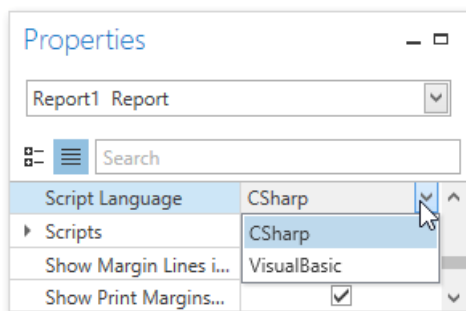 Properties
Report1 Report
Search
Script Language CSharp
Scripts CSharp
Show Margin Lines i... VisualBasic
Show Print Margins...